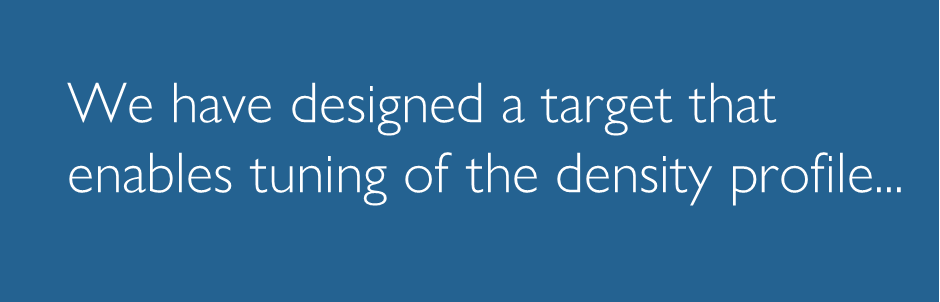 We have designed a target that
enables tuning of the density profile...